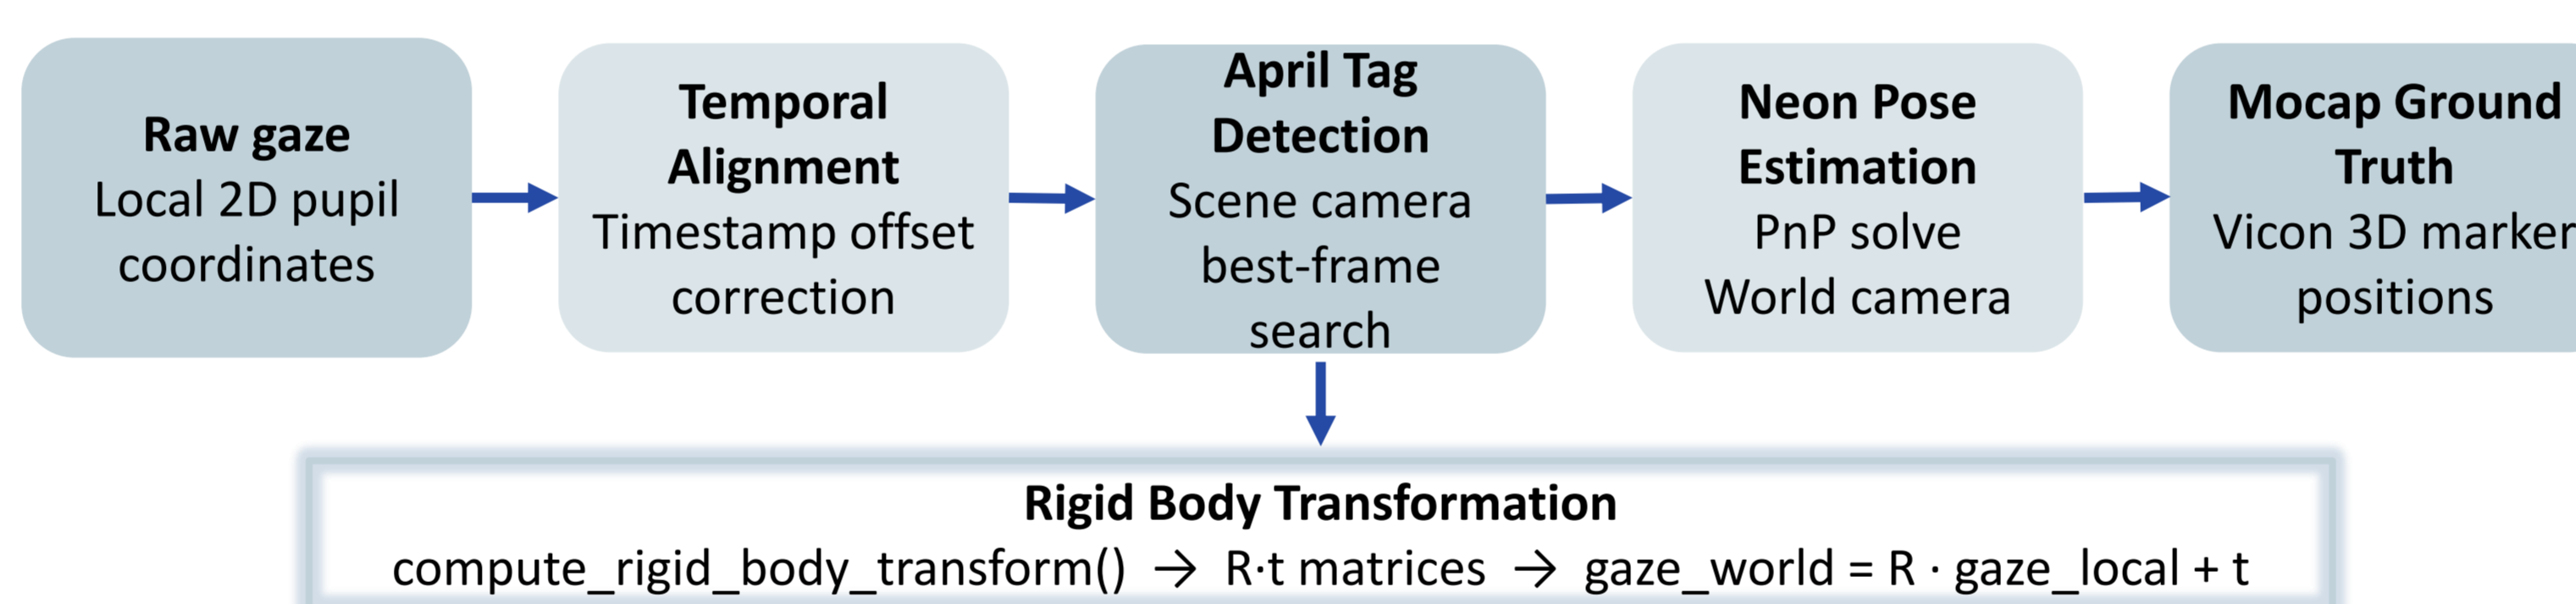 Raw gaze
Local 2D pupil
coordinates
Temporal
Alignment
Timestamp offset
correction
April Tag
Detection
Scene camera
best-frame
search
Neon Pose
Estimation
PnP solve
World camera
Mocap Ground
Truth
Vicon 3D marker
positions
Rigid Body Transformation
compute_rigid_body_transform() → R·t matrices → gaze_world = R · gaze_local + t